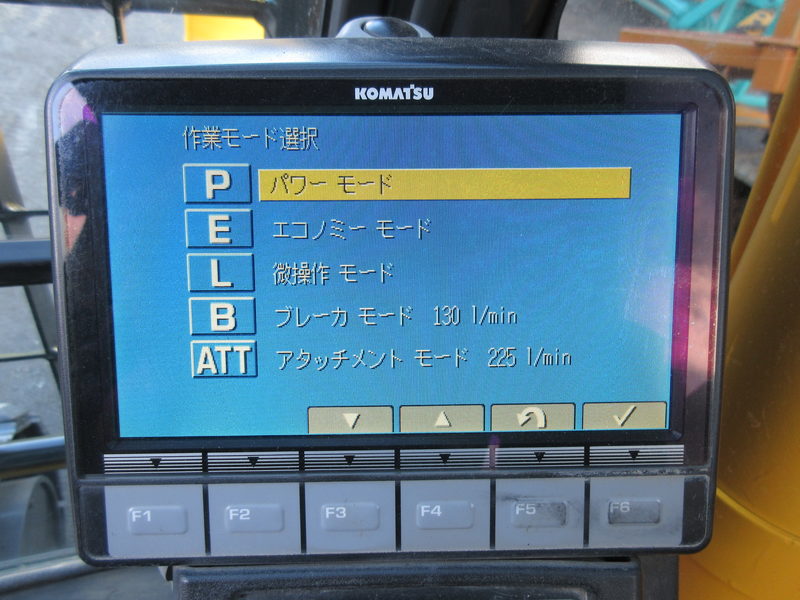 KOMATSU
作業モード選択
P パワー モード
E エコノミー モード
L 微操作 モード
B ブレーカ モード 130 l/min
ATT アタッチメント モード 225 l/min
F1 F2 F3 F4 F5 F6